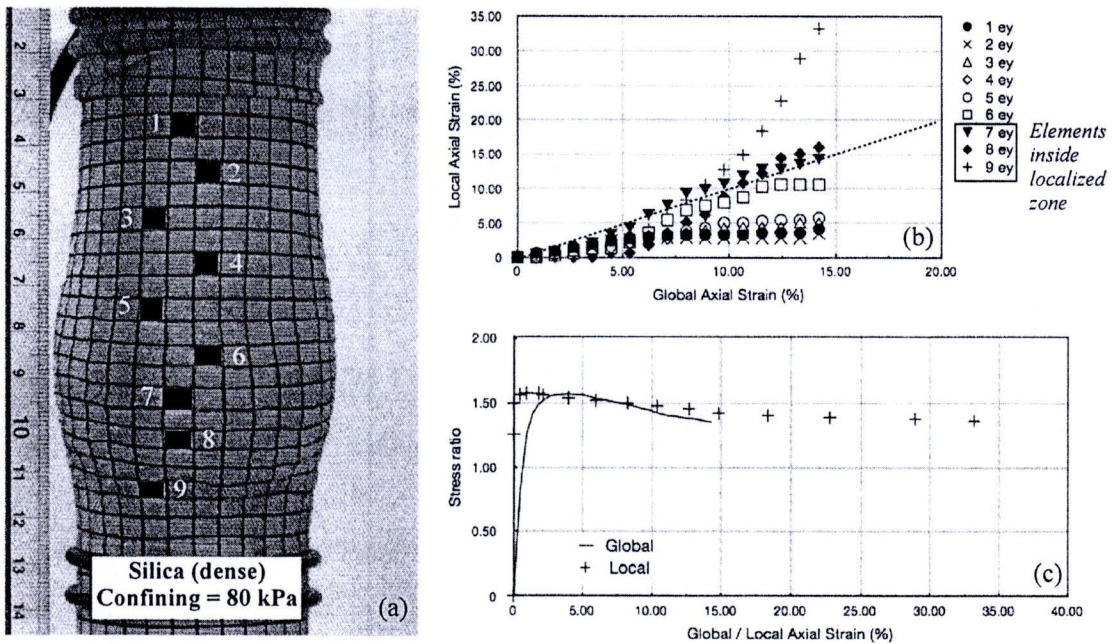 2
3
4
5
6
7
8
9
10
11
12
13
14
1
2
3
4
5
6
7
8
9
Silica (dense)
Confining = 80 kPa
(a)
Local Axial Strain (%)
35.00
30.00
25.00
20.00
15.00
10.00
5.00
0
0
5.00
10.00
15.00
20.00
Global Axial Strain (%)
(b)
1 ey
2 ey
3 ey
4 ey
5 ey
6 ey
7 ey
8 ey
9 ey
Elements
inside
localized
zone
Stress ratio
2.00
1.50
1.00
0.50
0
0
5.00
10.00
15.00
20.00
25.00
30.00
35.00
40.00
Global
Local
Global / Local Axial Strain (%)
(c)